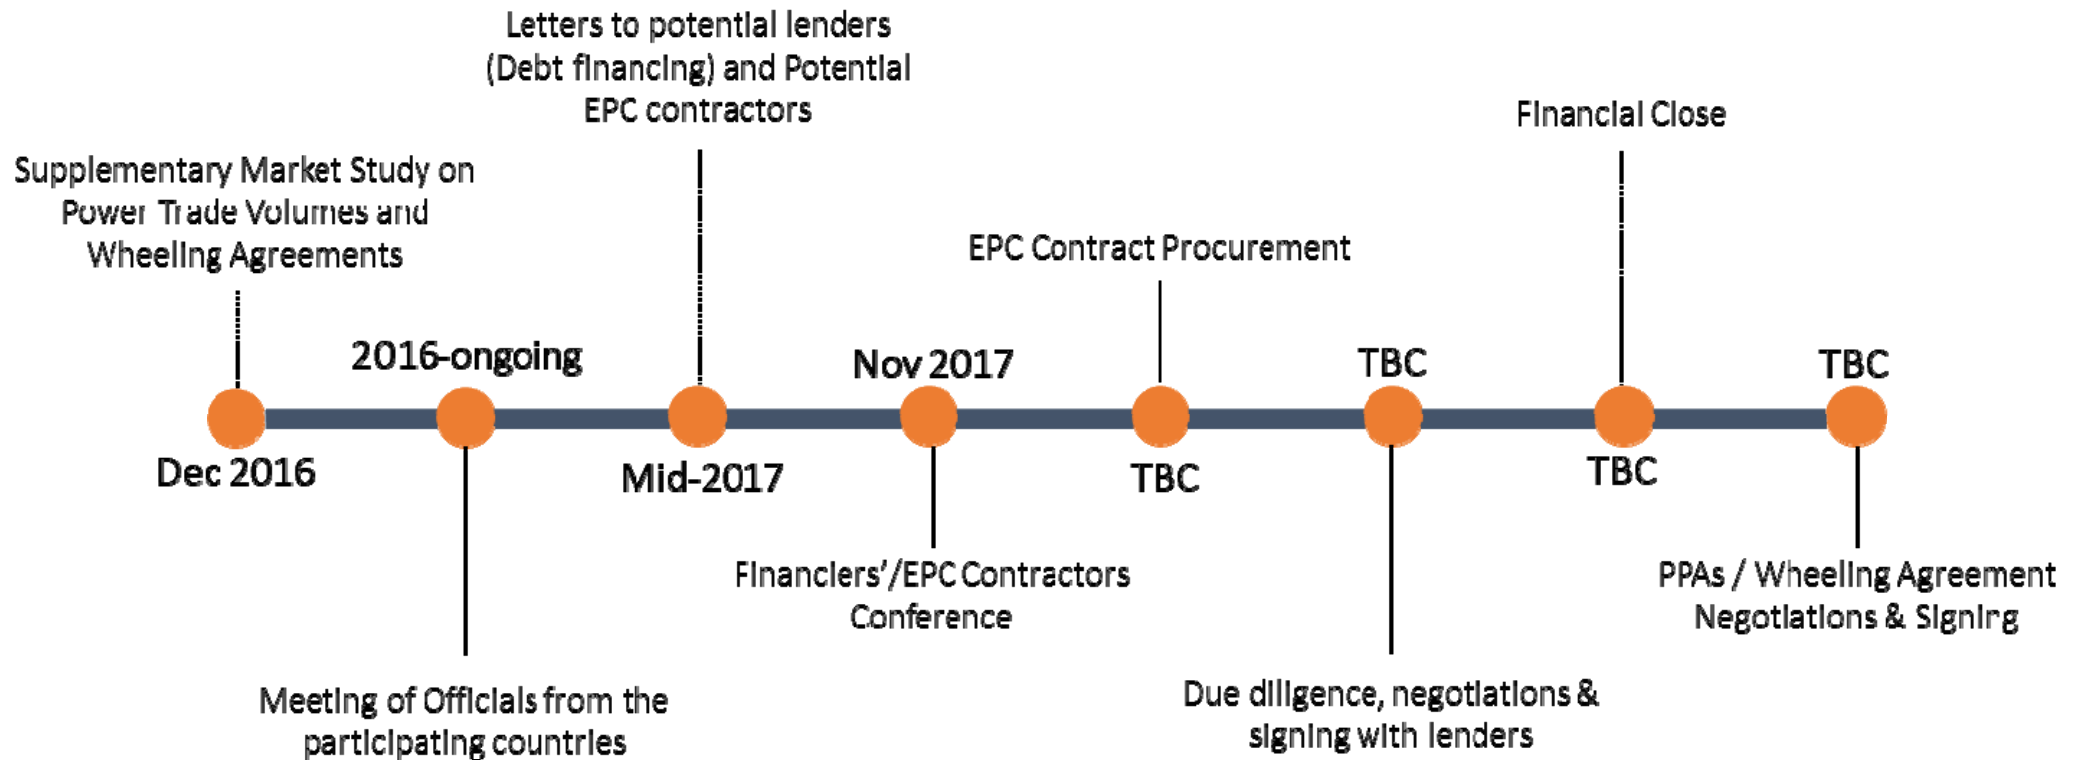 Letters to potential lenders
(Debt financing) and Potential
EPC contractors
Financial Close
Supplementary Market Study on
Power Trade Volumes and
Wheeling Agreements
EPC Contract Procurement
2016-ongoing
Nov 2017
TBC
TBC
Dec 2016
Mid-2017
TBC
TBC
Financiers'/EPC Contractors
Conference
PPAs / Wheeling Agreement
Negotiations & Signing
Meeting of Officials from the
participating countries
Due diligence, negotiations &
signing with lenders